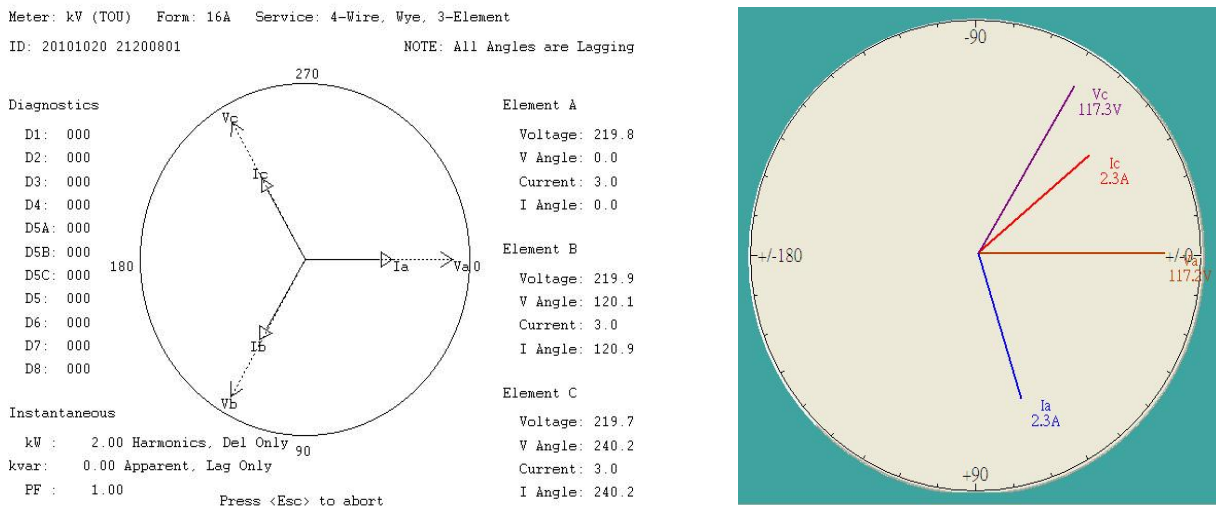 Meter: kV (TOU) Form: 16A Service: 4-Wire, Wye, 3-Element
ID: 20101020 21200801 NOTE: All Angles are Lagging
270
Diagnostics
D1: 000
D2: 000
D3: 000
D4: 000
D5A: 000
D5B: 000
D5C: 000
D5: 000
D6: 000
D7: 000
D8: 000
Instantaneous
kW : 2.00 Harmonics, Del Only
kvar: 0.00 Apparent, Lag Only
PF : 1.00
Vc
Ic
180
Ia
Va
0
Ib
Vb
90
Press <Esc> to abort
Element A
Voltage: 219.8
V Angle: 0.0
Current: 3.0
I Angle: 0.0
Element B
Voltage: 219.9
V Angle: 120.1
Current: 3.0
I Angle: 120.9
Element C
Voltage: 219.7
V Angle: 240.2
Current: 3.0
I Angle: 240.2
-90
Vc
117.3V
Ic
2.3A
+/-180
+/-0
Va
117.2V
Ia
2.3A
+90